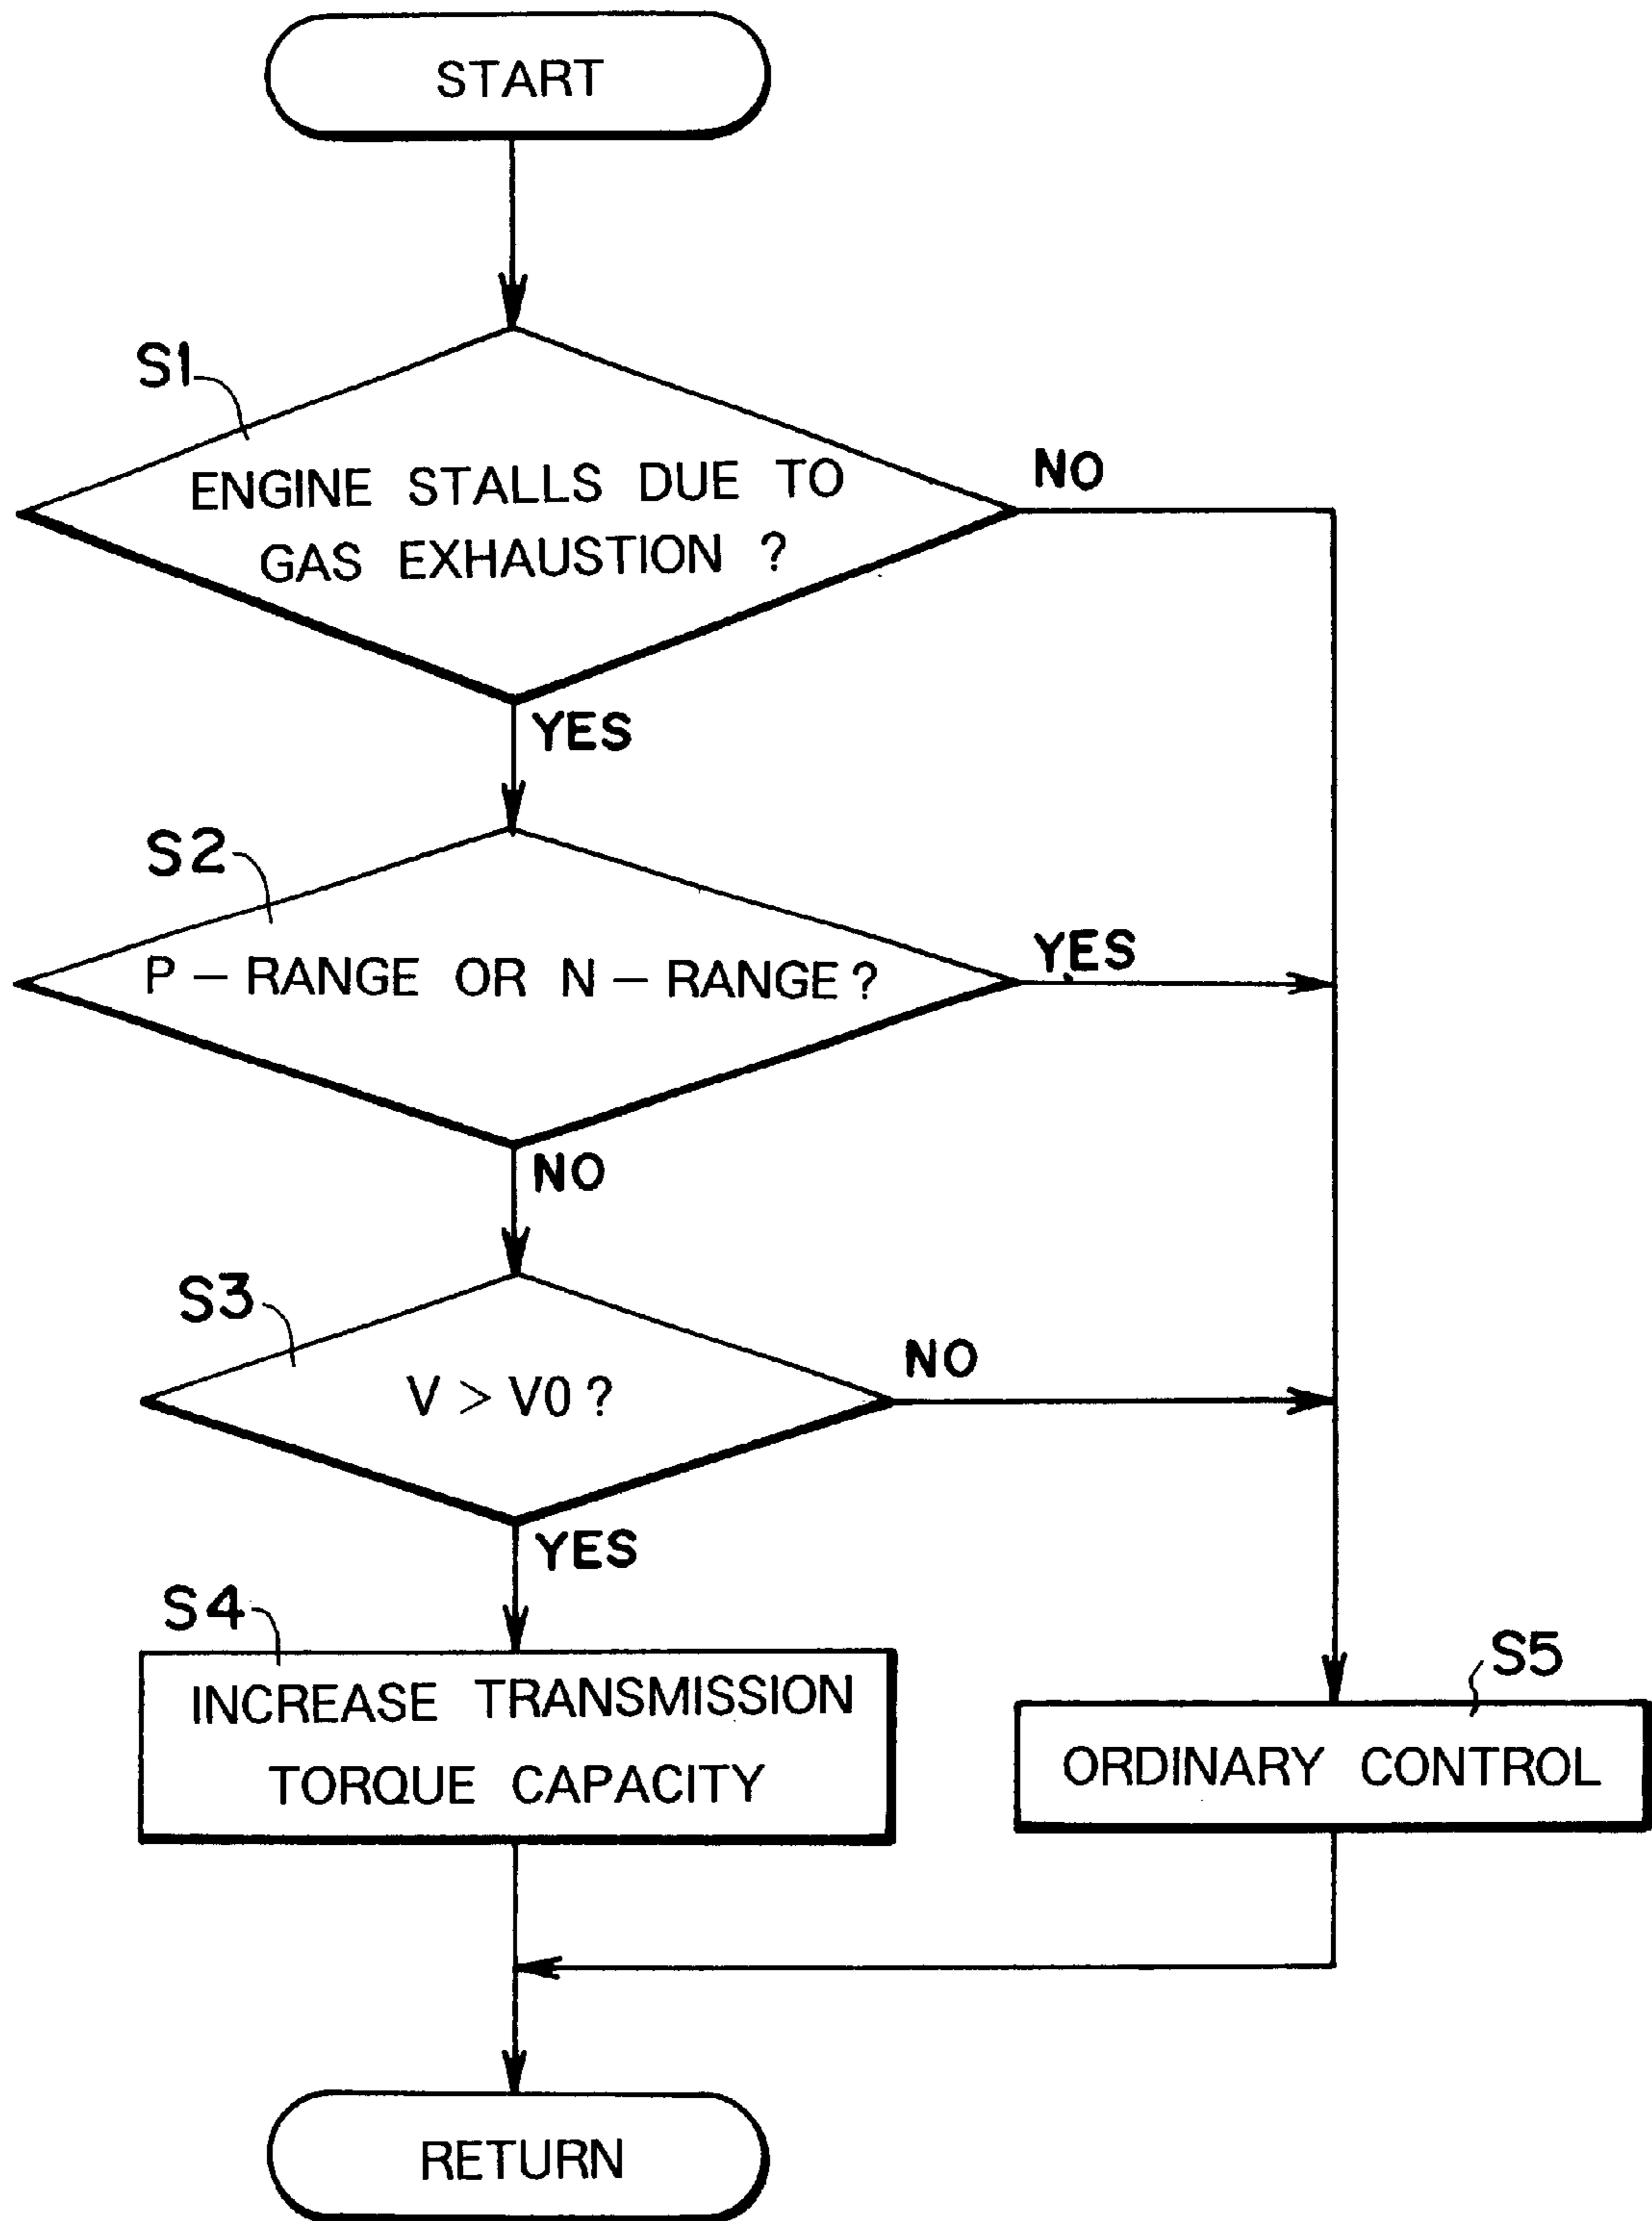 START
S1
ENGINE STALLS DUE TO
GAS EXHAUSTION ?
NO
YES
S2
P – RANGE OR N – RANGE ?
YES
NO
S3
V > V0 ?
NO
YES
S4
INCREASE TRANSMISSION
TORQUE CAPACITY
S5
ORDINARY CONTROL
RETURN